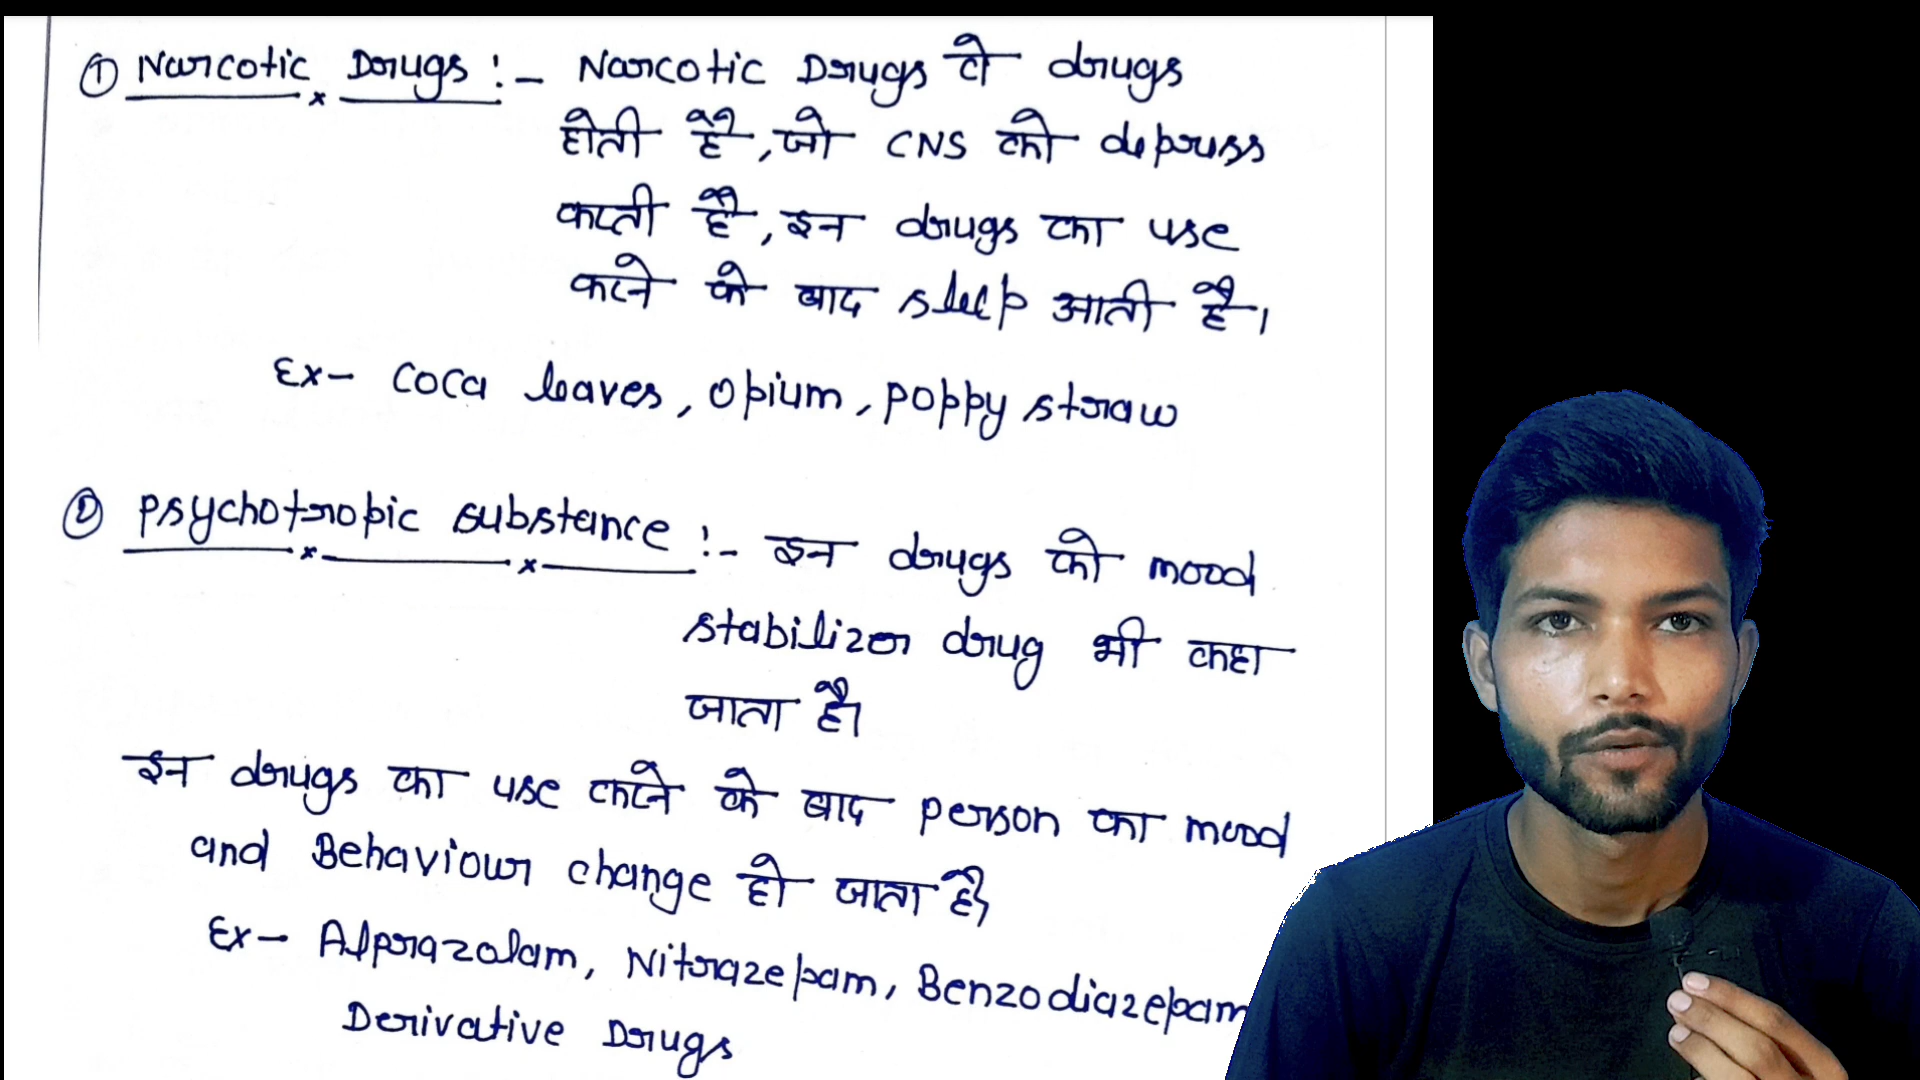 ① Narcotic Drugs :- Narcotic Drugs वो drugs
होती है, जो CNS को depress
करती है, इन drugs का use
करने के बाद sleep आती है।
Ex- Coca leaves, Opium, Poppy straw
② Psychotropic substance :- इन drugs को mood
stabilizer drug भी कहा
जाता है।
इन drugs का use करने के बाद person का mood
and Behaviour change हो जाता है।
Ex- Alprazolam, Nitrazepam, Benzodiazepam
Derivative Drugs